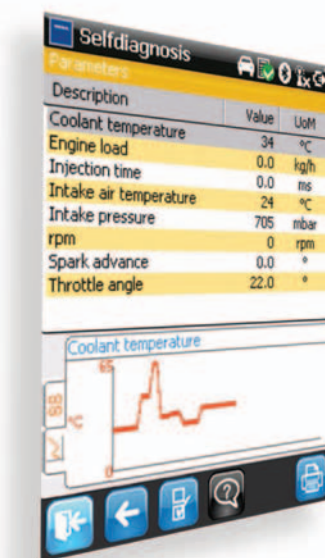 Selfdiagnosis
Parameters
Description Value UoM
Coolant temperature 34 °C
Engine load 0.0 kg/h
Injection time 0.0 ms
Intake air temperature 24 °C
Intake pressure 705 mbar
rpm 0 rpm
Spark advance 0.0 °
Throttle angle 22.0 °
Coolant temperature
65
°C
0
?